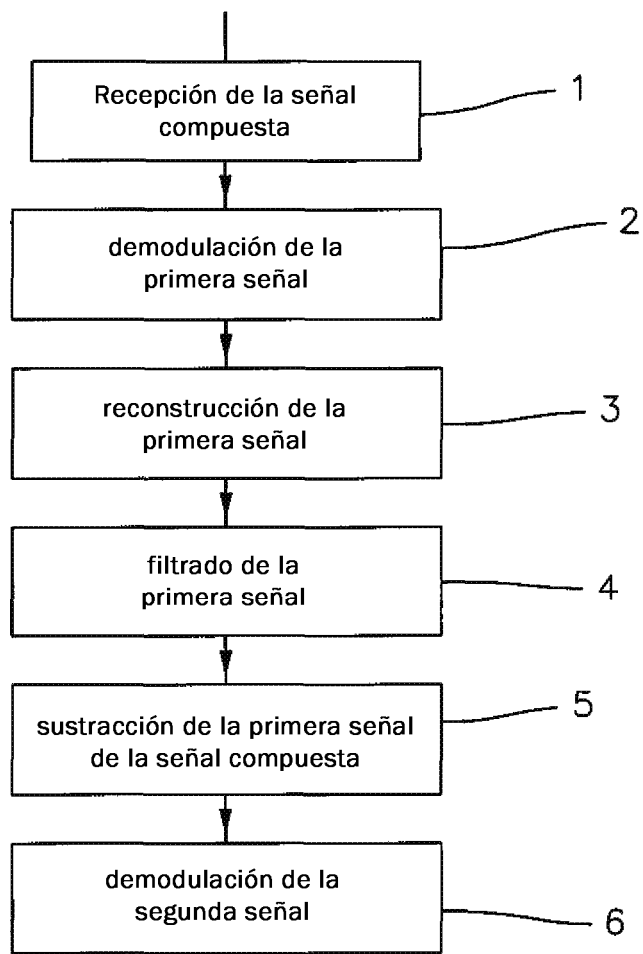 Recepción de la señal
compuesta
1
demodulación de la
primera señal
2
reconstrucción de la
primera señal
3
filtrado de la
primera señal
4
sustracción de la primera señal
de la señal compuesta
5
demodulación de la
segunda señal
6